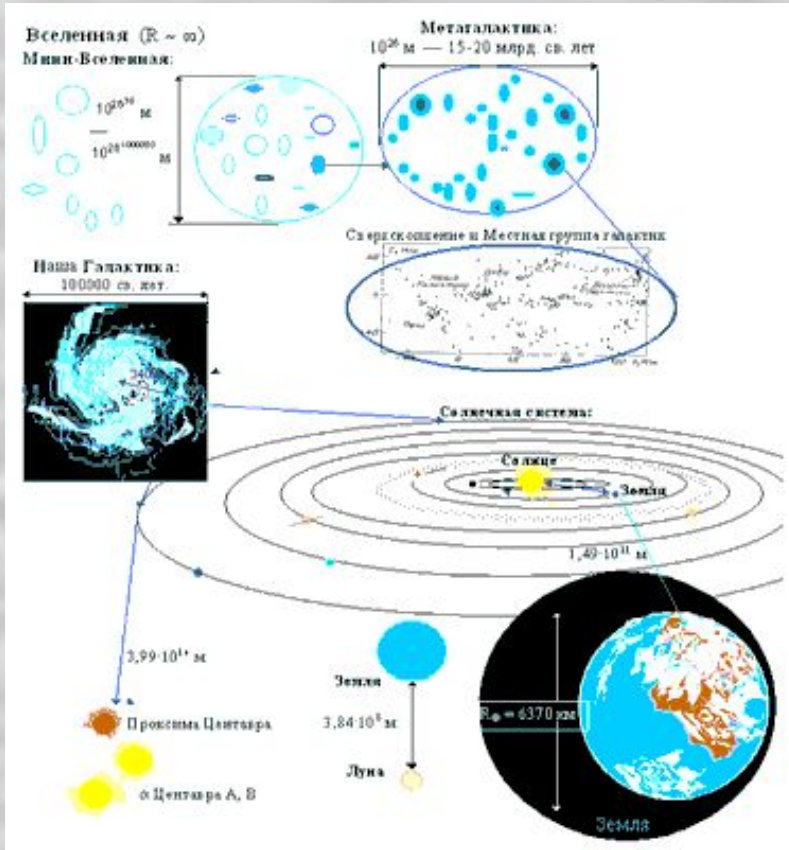 Вселенная (R ~ ∞)
Мини-Вселенная:
Метагалактика:
10²⁶ м — 15-20 млрд. св. лет
м
—
м
Сверхскопление и Местная группа галактик
Наша Галактика:
100000 св. лет.
Солнечная система:
Солнце
Земля
1,49·10¹¹ м
3,99·10¹⁴ м
Земля
3,84·10⁸ м
Луна
R⊕ = 6370 км
Земля
Проксима Центавра
α Центавра А, В